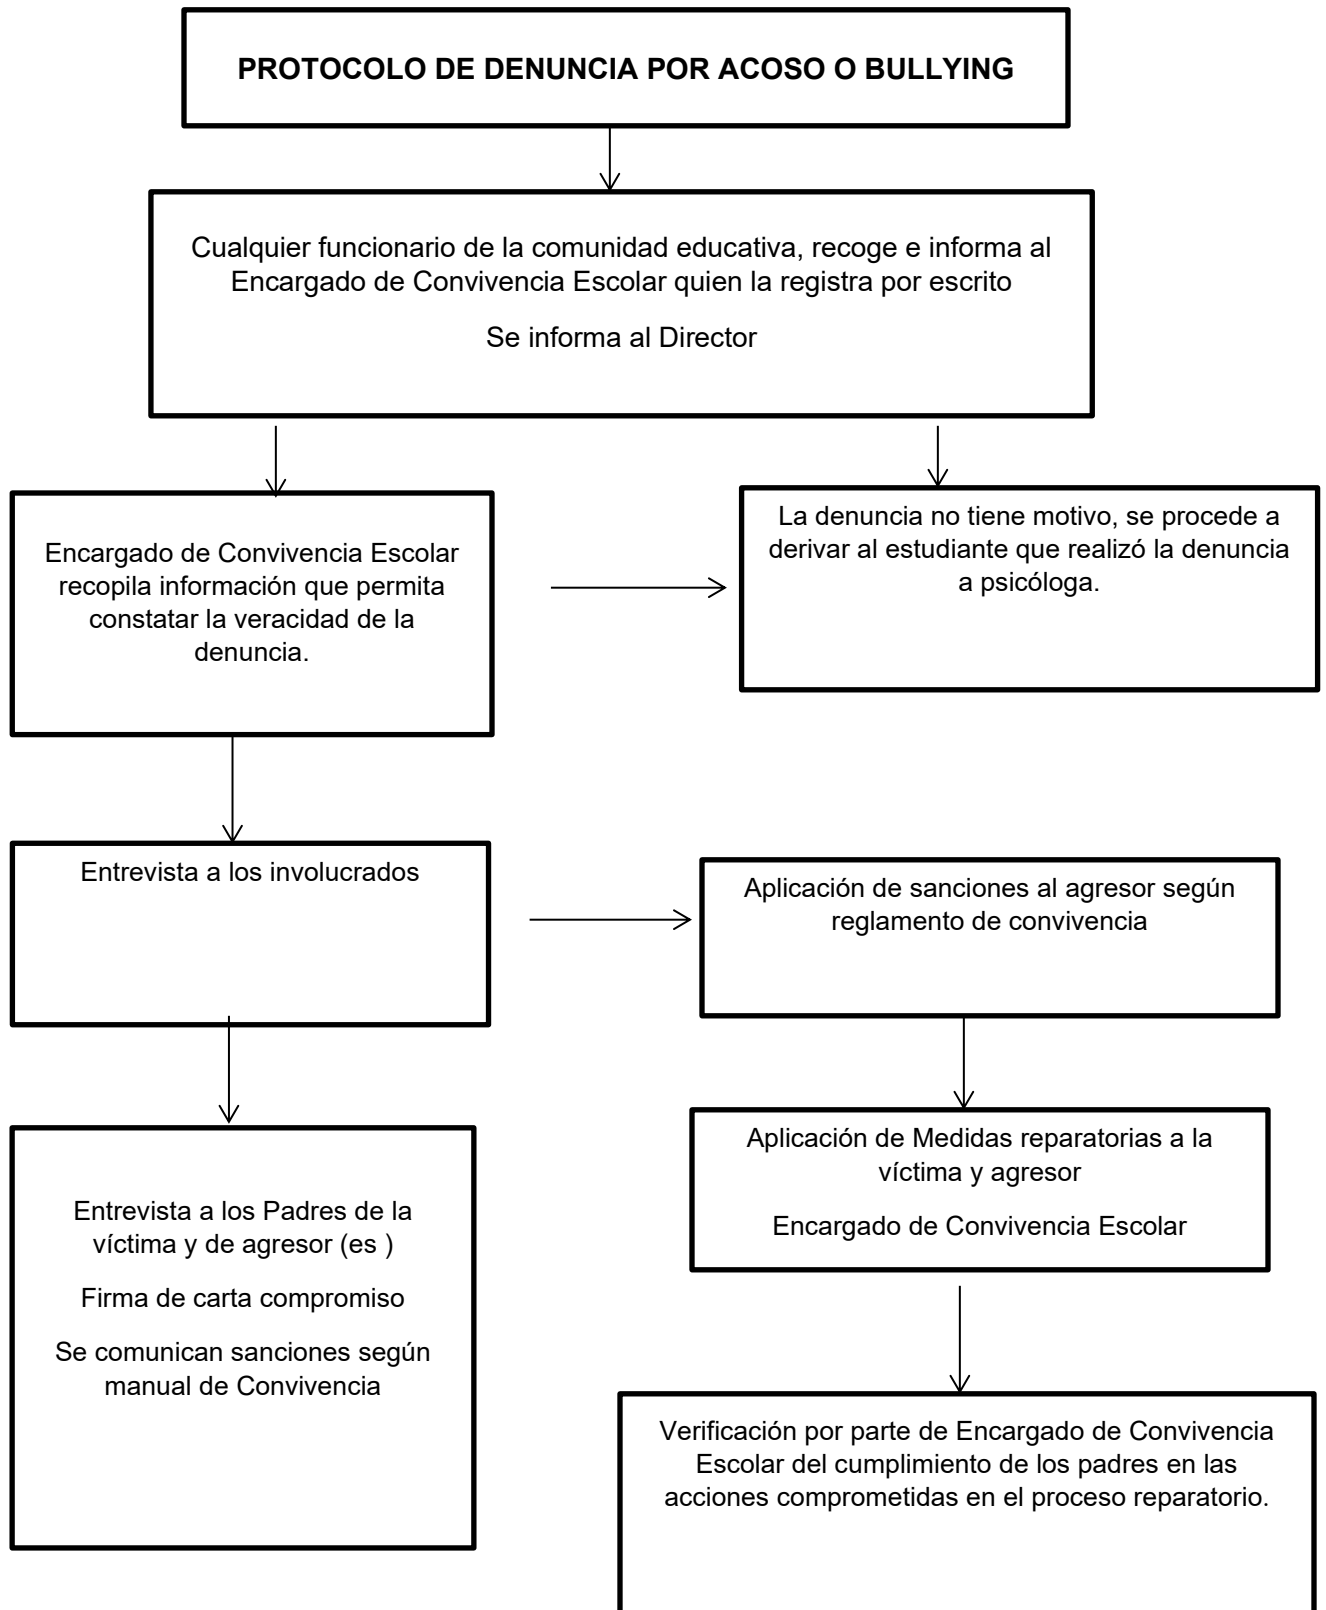 PROTOCOLO DE DENUNCIA POR ACOSO O BULLYING
Cualquier funcionario de la comunidad educativa, recoge e informa al
Encargado de Convivencia Escolar quien la registra por escrito
Se informa al Director
Encargado de Convivencia Escolar
recopila información que permita
constatar la veracidad de la
denuncia.
La denuncia no tiene motivo, se procede a
derivar al estudiante que realizó la denuncia
a psicóloga.
Entrevista a los involucrados
Aplicación de sanciones al agresor según
reglamento de convivencia
Entrevista a los Padres de la
víctima y de agresor (es )
Firma de carta compromiso
Se comunican sanciones según
manual de Convivencia
Aplicación de Medidas reparatorias a la
víctima y agresor
Encargado de Convivencia Escolar
Verificación por parte de Encargado de Convivencia
Escolar del cumplimiento de los padres en las
acciones comprometidas en el proceso reparatorio.